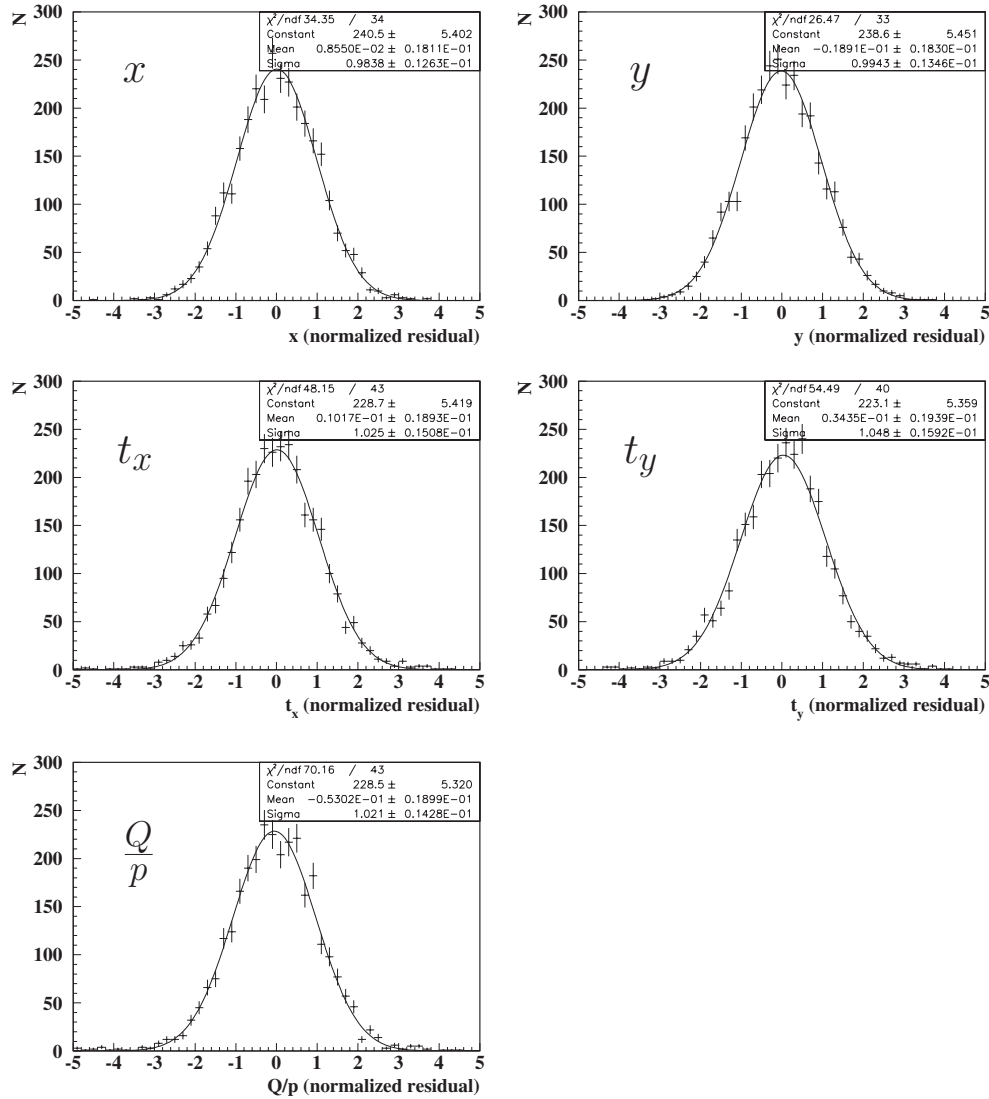 N
300
250
200
150
100
50
0
x
χ²/ndf 34.35 / 34
Constant 240.5 ± 5.402
Mean 0.8550E-02 ± 0.1811E-01
Sigma 0.9838 ± 0.1263E-01
-5 -4 -3 -2 -1 0 1 2 3 4 5
x (normalized residual)
N
300
250
200
150
100
50
0
y
χ²/ndf 26.47 / 33
Constant 238.6 ± 5.451
Mean -0.1891E-01 ± 0.1830E-01
Sigma 0.9943 ± 0.1346E-01
-5 -4 -3 -2 -1 0 1 2 3 4 5
y (normalized residual)
N
300
250
200
150
100
50
0
t_x
χ²/ndf 48.15 / 43
Constant 228.7 ± 5.419
Mean 0.1017E-01 ± 0.1893E-01
Sigma 1.025 ± 0.1508E-01
-5 -4 -3 -2 -1 0 1 2 3 4 5
t_x (normalized residual)
N
300
250
200
150
100
50
0
t_y
χ²/ndf 54.49 / 40
Constant 223.1 ± 5.359
Mean 0.3435E-01 ± 0.1939E-01
Sigma 1.048 ± 0.1592E-01
-5 -4 -3 -2 -1 0 1 2 3 4 5
t_y (normalized residual)
N
300
250
200
150
100
50
0
Q
p
χ²/ndf 70.16 / 43
Constant 228.5 ± 5.320
Mean -0.5302E-01 ± 0.1899E-01
Sigma 1.021 ± 0.1428E-01
-5 -4 -3 -2 -1 0 1 2 3 4 5
Q/p (normalized residual)